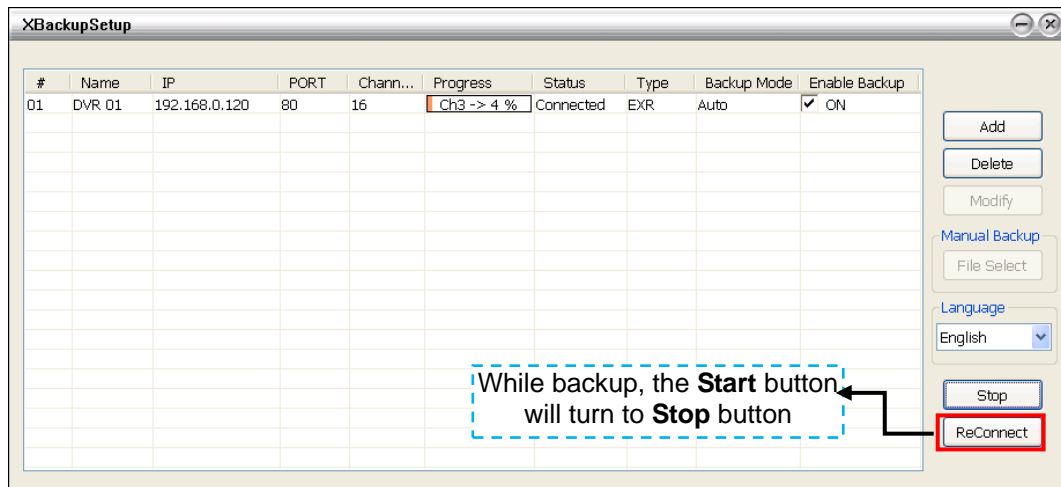 XBackupSetup
# Name IP PORT Chann... Progress Status Type Backup Mode Enable Backup
01 DVR 01 192.168.0.120 80 16 Ch3 -> 4 % Connected EXR Auto ON
Add
Delete
Modify
Manual Backup
File Select
Language
English
While backup, the Start button
will turn to Stop button
Stop
ReConnect